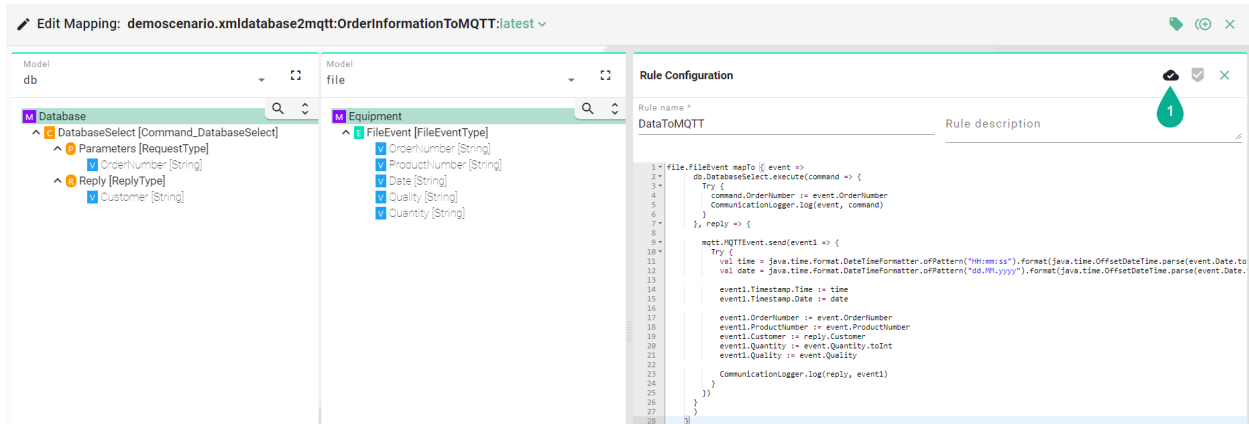 Edit Mapping: demoscenario.xmldatabase2mqtt:OrderInformationToMQTT:latest
Model
db
M Database
C DatabaseSelect [Command_DatabaseSelect]
P Parameters [RequestType]
V OrderNumber [String]
R Reply [ReplyType]
V Customer [String]
Model
file
M Equipment
E FileEvent [FileEventType]
V OrderNumber [String]
V ProductNumber [String]
V Date [String]
V Quality [String]
V Quantity [String]
Rule Configuration
1
Rule name *
DataToMQTT
Rule description
1 file.FileEvent mapTo { event =>
2 db.DatabaseSelect.execute(command => {
3 Try {
4 command.OrderNumber := event.OrderNumber
5 CommunicationLogger.log(event, command)
6 }
7 }, reply => {
8
9 mqtt.MQTTEvent.send(event1 => {
10 Try {
11 val time = java.time.format.DateTimeFormatter.ofPattern("HH:mm:ss").format(java.time.OffsetDateTime.parse(event.Date.to
12 val date = java.time.format.DateTimeFormatter.ofPattern("dd.MM.yyyy").format(java.time.OffsetDateTime.parse(event.Date.
13
14 event1.Timestamp.Time := time
15 event1.Timestamp.Date := date
16
17 event1.OrderNumber := event.OrderNumber
18 event1.ProductNumber := event.ProductNumber
19 event1.Customer := reply.Customer
20 event1.Quantity := event.Quantity.toInt
21 event1.Quality := event.Quality
22
23 CommunicationLogger.log(reply, event1)
24 }
25 })
26 }
27 )
28 }